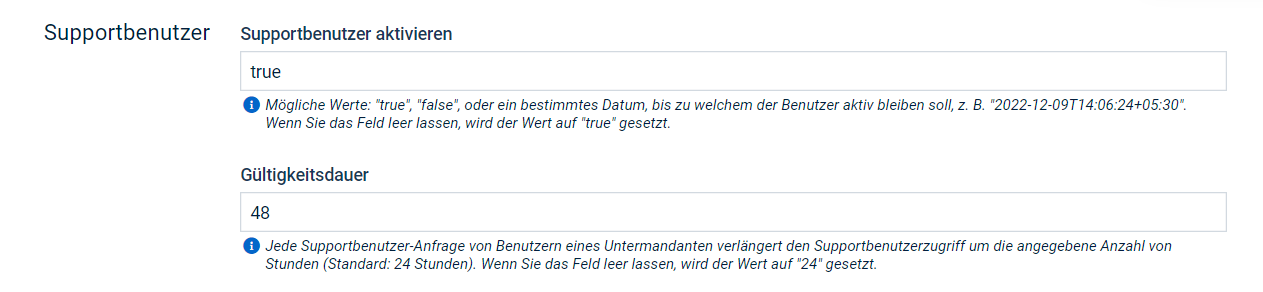 Supportbenutzer
Supportbenutzer aktivieren
true
Mögliche Werte: "true", "false", oder ein bestimmtes Datum, bis zu welchem der Benutzer aktiv bleiben soll, z. B. "2022-12-09T14:06:24+05:30".
Wenn Sie das Feld leer lassen, wird der Wert auf "true" gesetzt.
Gültigkeitsdauer
48
Jede Supportbenutzer-Anfrage von Benutzern eines Untermandanten verlängert den Supportbenutzerzugriff um die angegebene Anzahl von
Stunden (Standard: 24 Stunden). Wenn Sie das Feld leer lassen, wird der Wert auf "24" gesetzt.